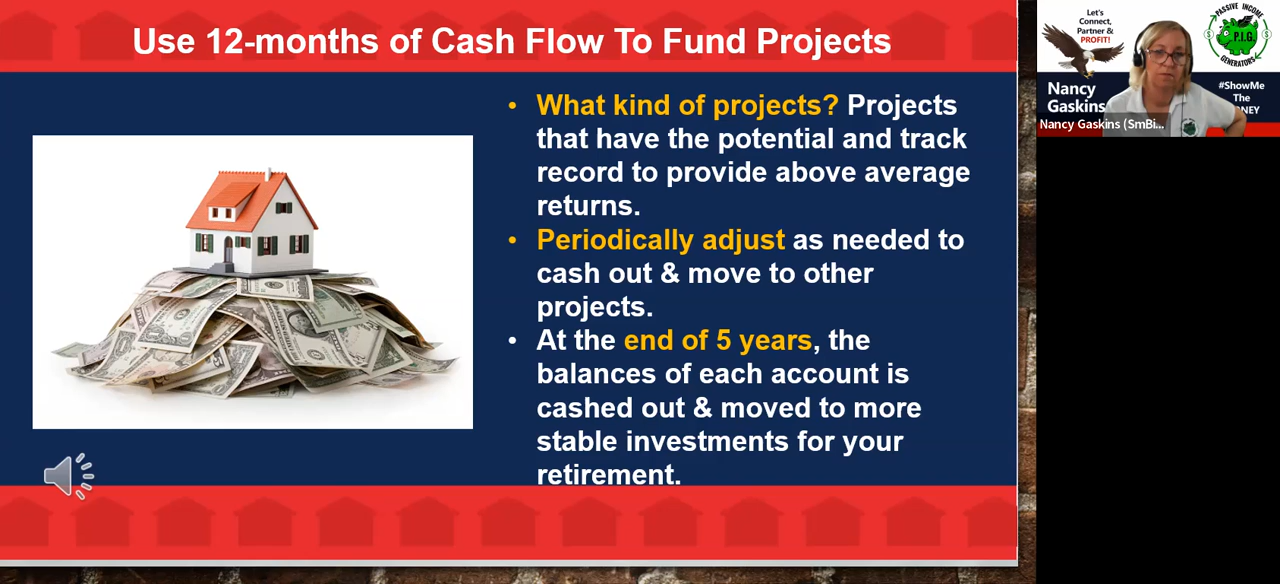 Use 12-months of Cash Flow To Fund Projects
• What kind of projects? Projects
that have the potential and track
record to provide above average
returns.
• Periodically adjust as needed to
cash out & move to other
projects.
• At the end of 5 years, the
balances of each account is
cashed out & moved to more
stable investments for your
retirement.
Let's
Connect,
Partner &
PROFIT!
PASSIVE INCOME
P.I.G.
GENERATORS
Nancy
Gaskins
#ShowMe
The
Nancy Gaskins (SmBi...